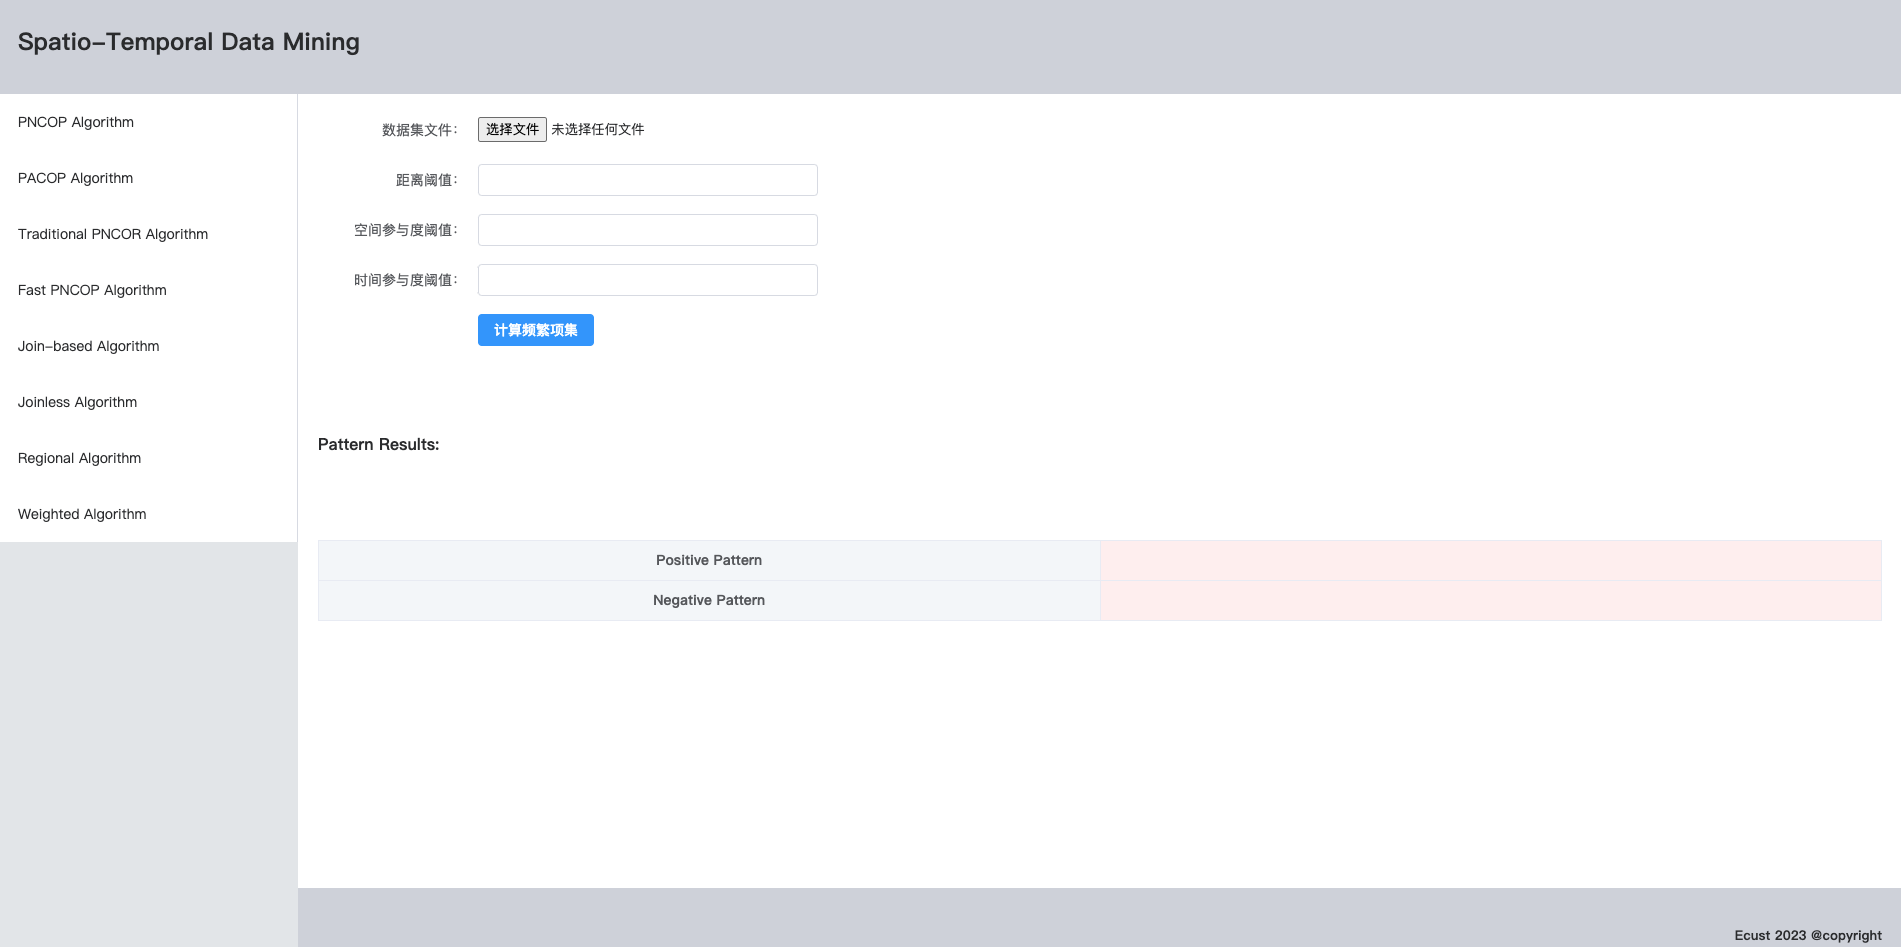 Spatio-Temporal Data Mining
PNCOP Algorithm
PACOP Algorithm
Traditional PNCOR Algorithm
Fast PNCOP Algorithm
Join-based Algorithm
Joinless Algorithm
Regional Algorithm
Weighted Algorithm
数据集文件： 选择文件 未选择任何文件
距离阈值：
空间参与度阈值：
时间参与度阈值：
计算频繁项集
Pattern Results:
Positive Pattern
Negative Pattern
Ecust 2023 @copyright